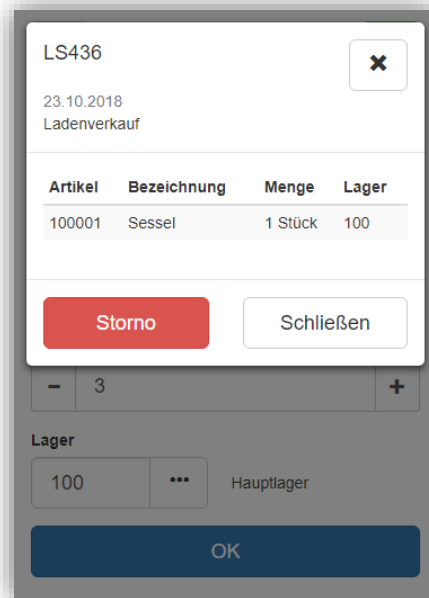 LS436
23.10.2018
Ladenverkauf
Artikel Bezeichnung Menge Lager
100001 Sessel 1 Stück 100
Storno Schließen
3
Lager
100 Hauptlager
OK